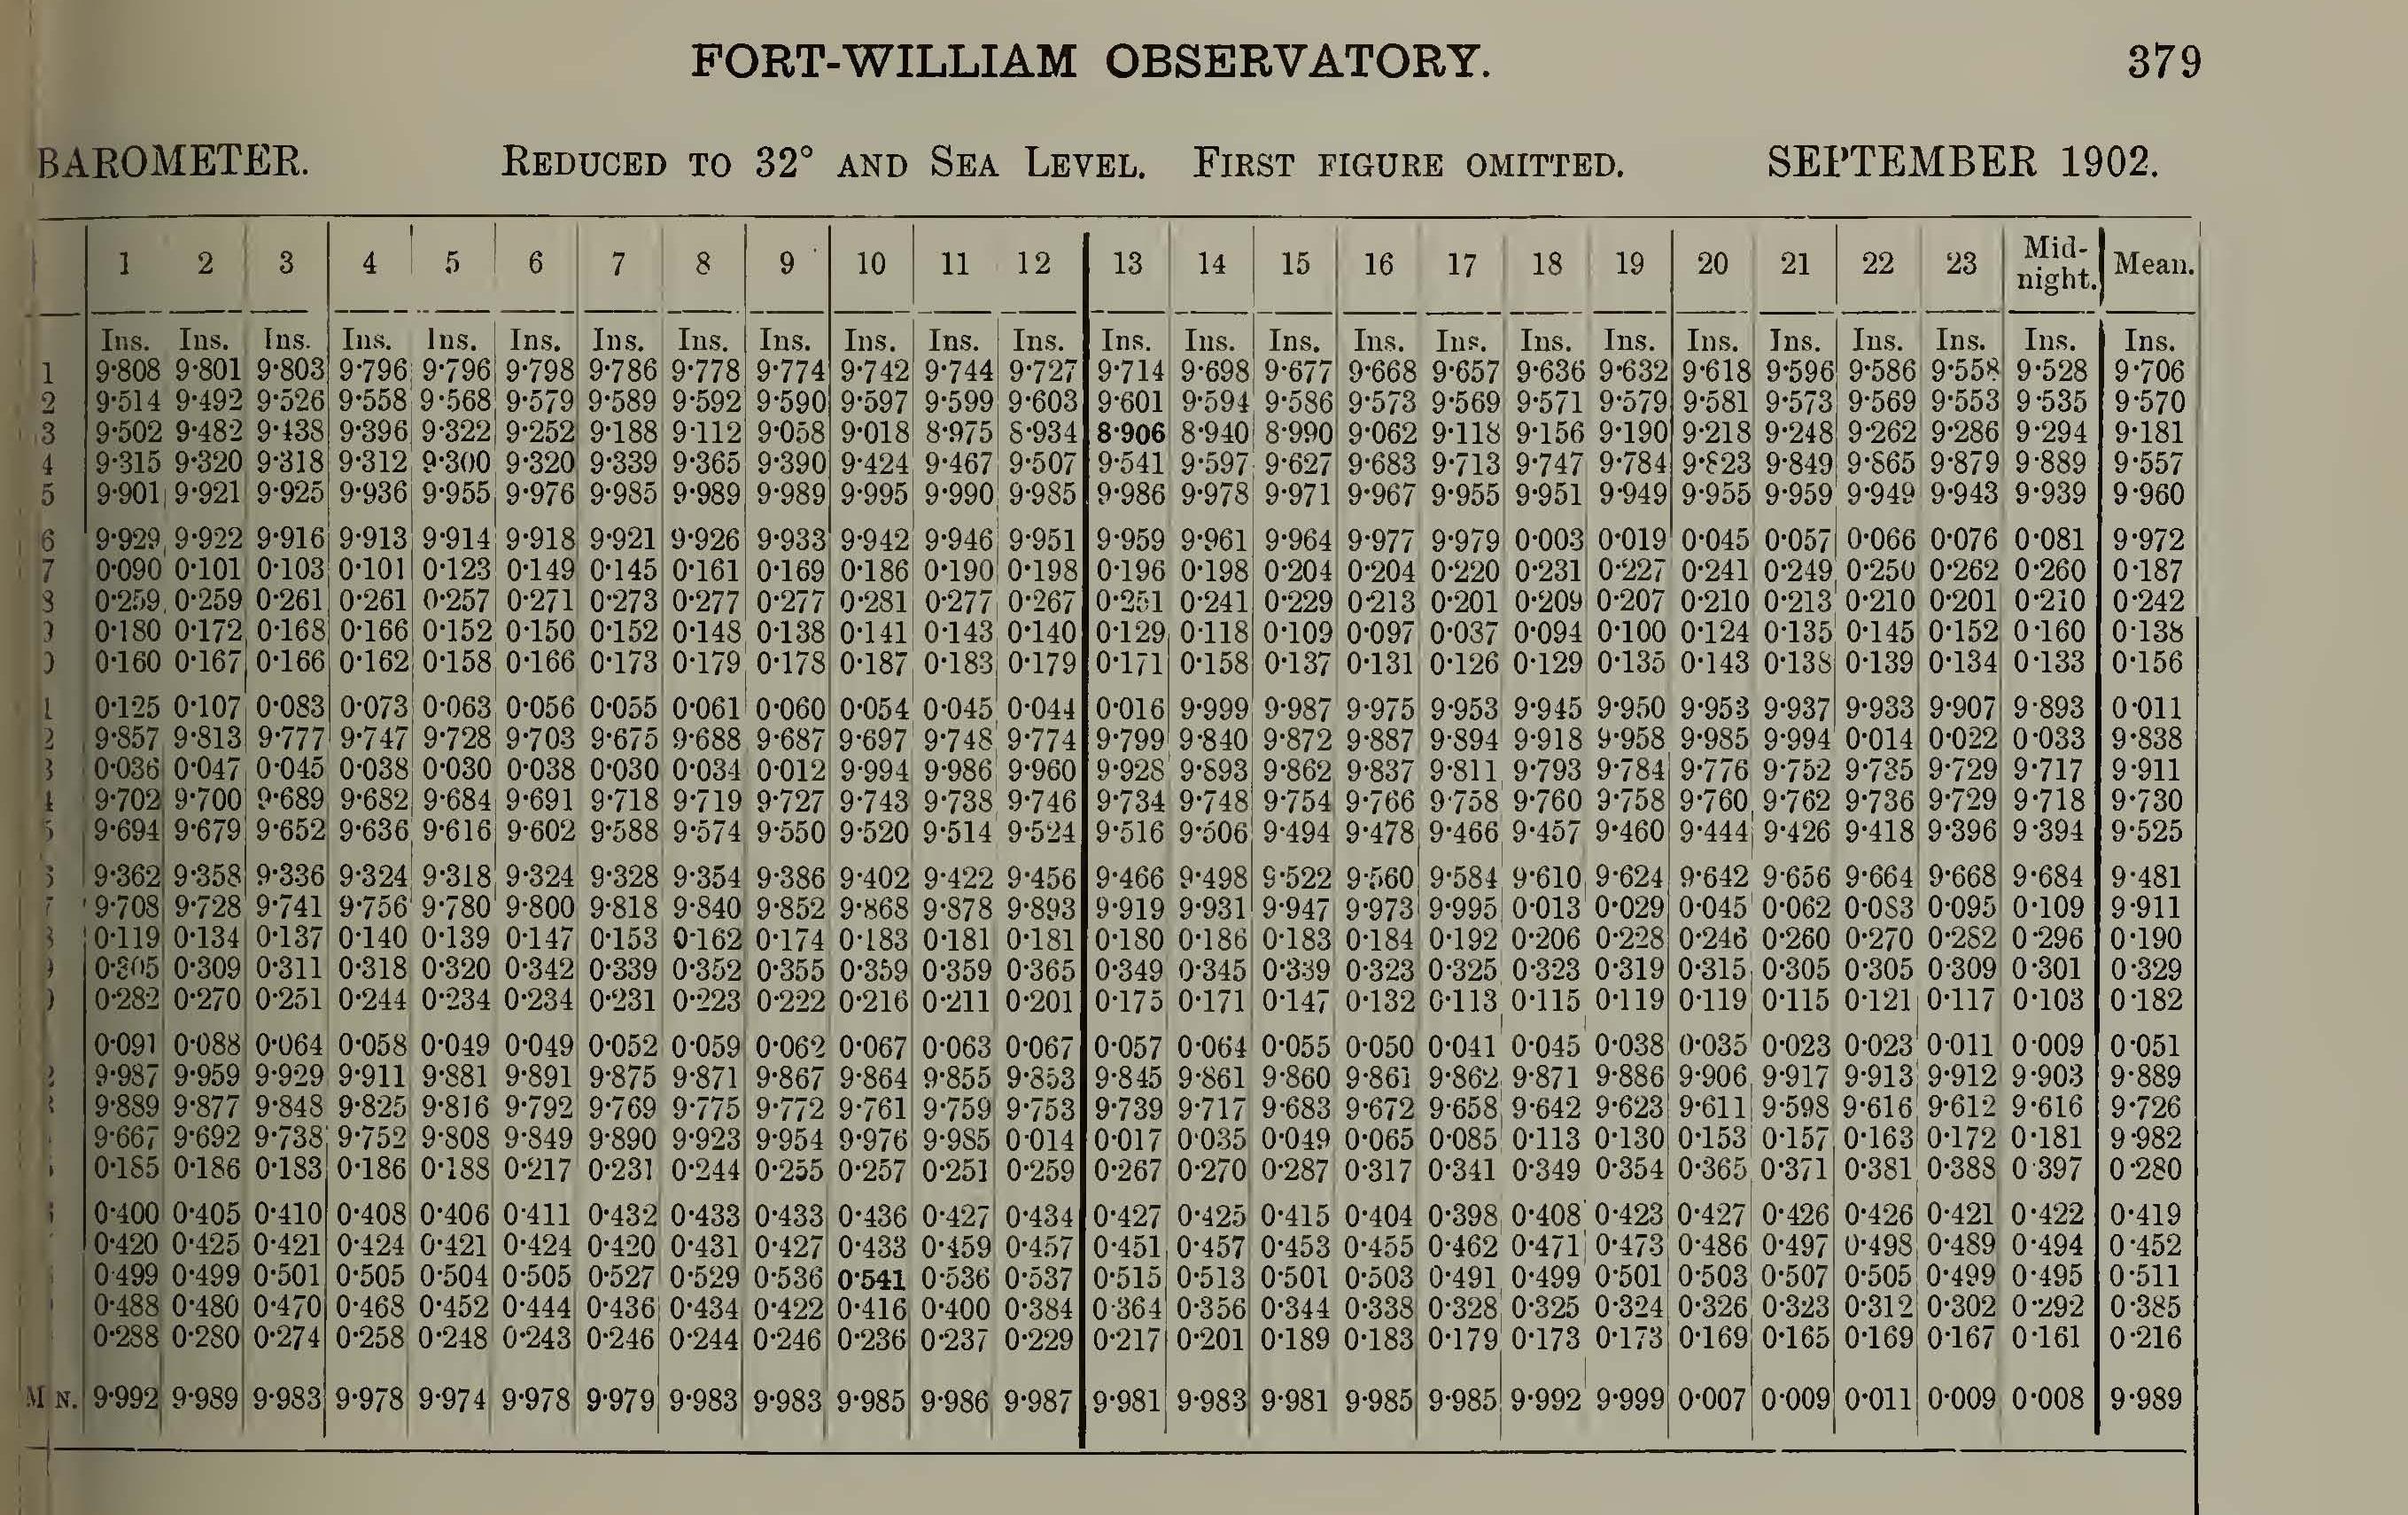 FORT-WILLIAM OBSERVATORY. 379
BAROMETER. REDUCED TO 32° AND SEA LEVEL. FIRST FIGURE OMITTED. SEPTEMBER 1902.
1 2 3 4 5 6 7 8 9 10 11 12 13 14 15 16 17 18 19 20 21 22 23 Mid-night. Mean.
Ins. Ins. Ins. Ins. Ins. Ins. Ins. Ins. Ins. Ins. Ins. Ins. Ins. Ins. Ins. Ins. Ins. Ins. Ins. Ins. Ins. Ins. Ins. Ins. Ins.
1 9·808 9·801 9·803 9·796 9·796 9·798 9·786 9·778 9·774 9·742 9·744 9·727 9·714 9·698 9·677 9·668 9·657 9·636 9·632 9·618 9·596 9·586 9·558 9·528 9·706
2 9·514 9·492 9·526 9·558 9·568 9·579 9·589 9·592 9·590 9·597 9·599 9·603 9·601 9·594 9·586 9·573 9·569 9·571 9·579 9·581 9·573 9·569 9·553 9·535 9·570
3 9·502 9·482 9·438 9·396 9·322 9·252 9·188 9·112 9·058 9·018 8·975 8·934 8·906 8·940 8·990 9·062 9·118 9·156 9·190 9·218 9·248 9·262 9·286 9·294 9·181
4 9·315 9·320 9·318 9·312 9·300 9·320 9·339 9·365 9·390 9·424 9·467 9·507 9·541 9·597 9·627 9·683 9·713 9·747 9·784 9·823 9·849 9·865 9·879 9·889 9·557
5 9·901 9·921 9·925 9·936 9·955 9·976 9·985 9·989 9·989 9·995 9·990 9·985 9·986 9·978 9·971 9·967 9·955 9·951 9·949 9·955 9·959 9·949 9·943 9·939 9·960
6 9·929 9·922 9·916 9·913 9·914 9·918 9·921 9·926 9·933 9·942 9·946 9·951 9·959 9·961 9·964 9·977 9·979 0·003 0·019 0·045 0·057 0·066 0·076 0·081 9·972
7 0·090 0·101 0·103 0·101 0·123 0·149 0·145 0·161 0·169 0·186 0·190 0·198 0·196 0·198 0·204 0·204 0·220 0·231 0·227 0·241 0·249 0·250 0·262 0·260 0·187
8 0·259 0·259 0·261 0·261 0·257 0·271 0·273 0·277 0·277 0·281 0·277 0·267 0·251 0·241 0·229 0·213 0·201 0·209 0·207 0·210 0·213 0·210 0·201 0·210 0·242
0·180 0·172 0·168 0·166 0·152 0·150 0·152 0·148 0·138 0·141 0·143 0·140 0·129 0·118 0·109 0·097 0·037 0·094 0·100 0·124 0·135 0·145 0·152 0·160 0·138
0 0·160 0·167 0·166 0·162 0·158 0·166 0·173 0·179 0·178 0·187 0·183 0·179 0·171 0·158 0·137 0·131 0·126 0·129 0·135 0·143 0·138 0·139 0·134 0·133 0·156
1 0·125 0·107 0·083 0·073 0·063 0·056 0·055 0·061 0·060 0·054 0·045 0·044 0·016 9·999 9·987 9·975 9·953 9·945 9·950 9·953 9·937 9·933 9·907 9·893 0·011
2 9·857 9·813 9·777 9·747 9·728 9·703 9·675 9·688 9·687 9·697 9·748 9·774 9·799 9·840 9·872 9·887 9·894 9·918 9·958 9·985 9·994 0·014 0·022 0·033 9·838
3 0·036 0·047 0·045 0·038 0·030 0·038 0·030 0·034 0·012 9·994 9·986 9·960 9·928 9·893 9·862 9·837 9·811 9·793 9·784 9·776 9·752 9·735 9·729 9·717 9·911
4 9·702 9·700 9·689 9·682 9·684 9·691 9·718 9·719 9·727 9·743 9·738 9·746 9·734 9·748 9·754 9·766 9·758 9·760 9·758 9·760 9·762 9·736 9·729 9·718 9·730
5 9·694 9·679 9·652 9·636 9·616 9·602 9·588 9·574 9·550 9·520 9·514 9·524 9·516 9·506 9·494 9·478 9·466 9·457 9·460 9·444 9·426 9·418 9·396 9·394 9·525
9·362 9·358 9·336 9·324 9·318 9·324 9·328 9·354 9·386 9·402 9·422 9·456 9·466 9·498 9·522 9·560 9·584 9·610 9·624 9·642 9·656 9·664 9·668 9·684 9·481
7 9·708 9·728 9·741 9·756 9·780 9·800 9·818 9·840 9·852 9·868 9·878 9·893 9·919 9·931 9·947 9·973 9·995 0·013 0·029 0·045 0·062 0·083 0·095 0·109 9·911
0·119 0·134 0·137 0·140 0·139 0·147 0·153 0·162 0·174 0·183 0·181 0·181 0·180 0·186 0·183 0·184 0·192 0·206 0·228 0·246 0·260 0·270 0·282 0·296 0·190
0·305 0·309 0·311 0·318 0·320 0·342 0·339 0·352 0·355 0·359 0·359 0·365 0·349 0·345 0·339 0·323 0·325 0·323 0·319 0·315 0·305 0·305 0·309 0·301 0·329
0·282 0·270 0·251 0·244 0·234 0·234 0·231 0·223 0·222 0·216 0·211 0·201 0·175 0·171 0·147 0·132 0·113 0·115 0·119 0·119 0·115 0·121 0·117 0·103 0·182
0·091 0·088 0·064 0·058 0·049 0·049 0·052 0·059 0·062 0·067 0·063 0·067 0·057 0·064 0·055 0·050 0·041 0·045 0·038 0·035 0·023 0·023 0·011 0·009 0·051
9·987 9·959 9·929 9·911 9·881 9·891 9·875 9·871 9·867 9·864 9·855 9·853 9·845 9·861 9·860 9·861 9·862 9·871 9·886 9·906 9·917 9·913 9·912 9·903 9·889
9·889 9·877 9·848 9·825 9·816 9·792 9·769 9·775 9·772 9·761 9·759 9·753 9·739 9·717 9·683 9·672 9·658 9·642 9·623 9·611 9·598 9·616 9·612 9·616 9·726
9·667 9·692 9·738 9·752 9·808 9·849 9·890 9·923 9·954 9·976 9·985 0·014 0·017 0·035 0·049 0·065 0·085 0·113 0·130 0·153 0·157 0·163 0·172 0·181 9·982
0·185 0·186 0·183 0·186 0·188 0·217 0·231 0·244 0·255 0·257 0·251 0·259 0·267 0·270 0·287 0·317 0·341 0·349 0·354 0·365 0·371 0·381 0·388 0·397 0·280
0·400 0·405 0·410 0·408 0·406 0·411 0·432 0·433 0·433 0·436 0·427 0·434 0·427 0·425 0·415 0·404 0·398 0·408 0·423 0·427 0·426 0·426 0·421 0·422 0·419
0·420 0·425 0·421 0·424 0·421 0·424 0·420 0·431 0·427 0·433 0·459 0·457 0·451 0·457 0·453 0·455 0·462 0·471 0·473 0·486 0·497 0·498 0·489 0·494 0·452
0·499 0·499 0·501 0·505 0·504 0·505 0·527 0·529 0·536 0·541 0·536 0·537 0·515 0·513 0·501 0·503 0·491 0·499 0·501 0·503 0·507 0·505 0·499 0·495 0·511
0·488 0·480 0·470 0·468 0·452 0·444 0·436 0·434 0·422 0·416 0·400 0·384 0·364 0·356 0·344 0·338 0·328 0·325 0·324 0·326 0·323 0·312 0·302 0·292 0·385
0·288 0·280 0·274 0·258 0·248 0·243 0·246 0·244 0·246 0·236 0·237 0·229 0·217 0·201 0·189 0·183 0·179 0·173 0·173 0·169 0·165 0·169 0·167 0·161 0·216
MN. 9·992 9·989 9·983 9·978 9·974 9·978 9·979 9·983 9·983 9·985 9·986 9·987 9·981 9·983 9·981 9·985 9·985 9·992 9·999 0·007 0·009 0·011 0·009 0·008 9·989